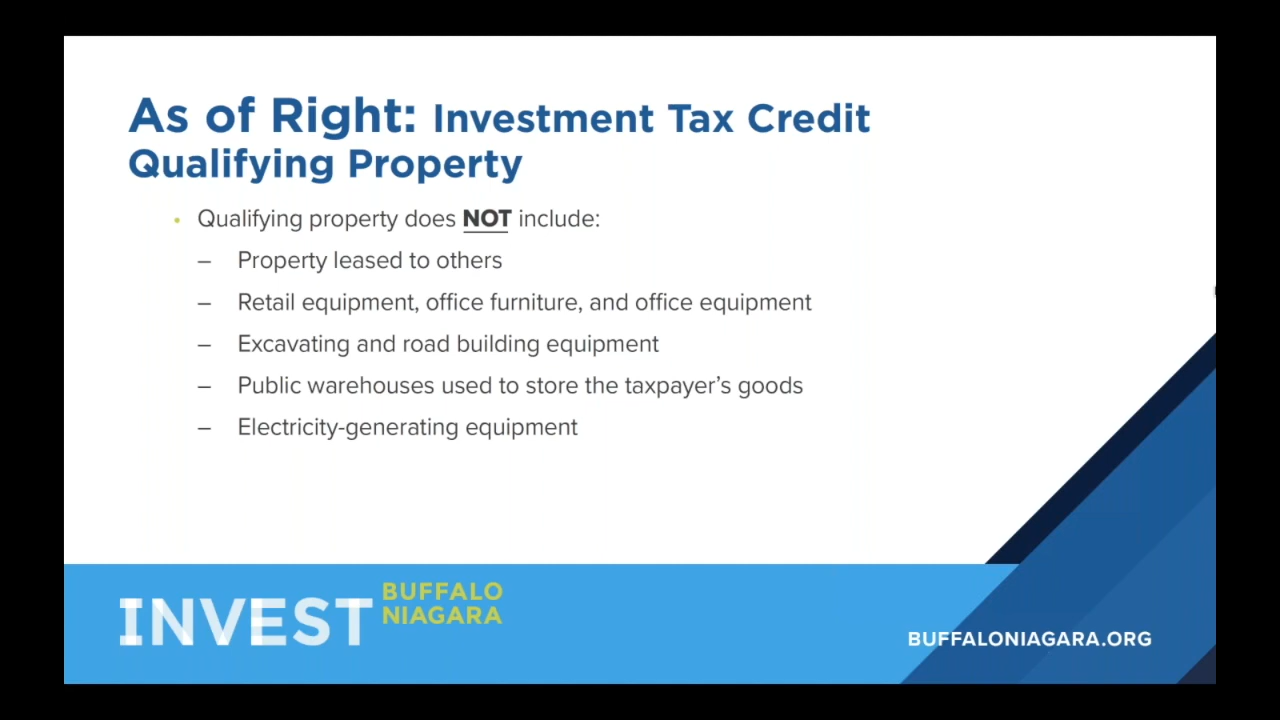 As of Right: Investment Tax Credit
Qualifying Property
• Qualifying property does NOT include:
– Property leased to others
– Retail equipment, office furniture, and office equipment
– Excavating and road building equipment
– Public warehouses used to store the taxpayer’s goods
– Electricity-generating equipment
INVEST BUFFALO
NIAGARA
BUFFALONIAGARA.ORG